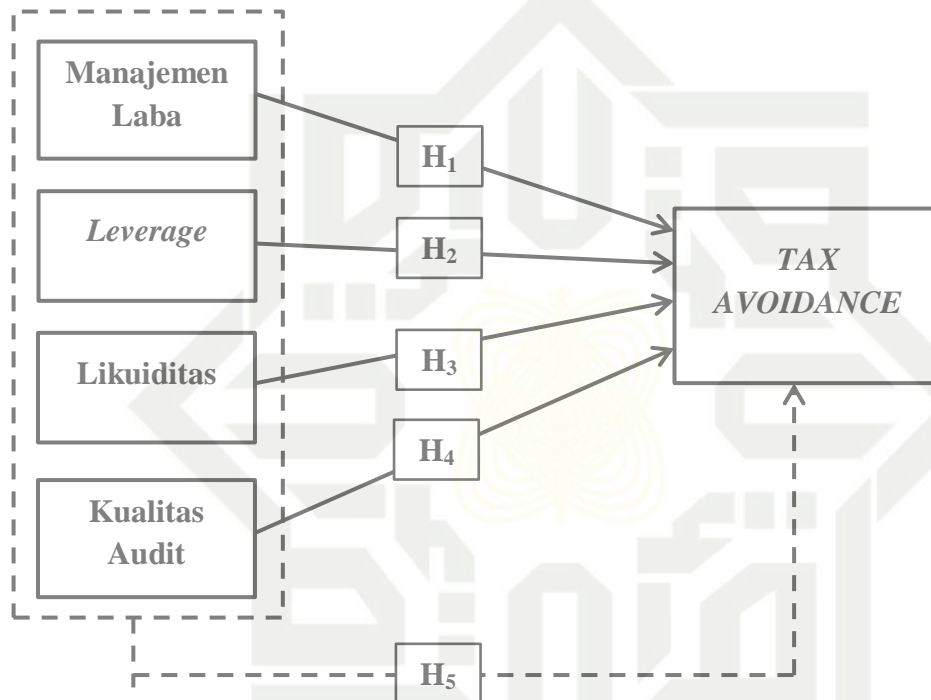 Manajemen
Laba
H₁
Leverage
H₂
TAX
AVOIDANCE
Likuiditas
H₃
H₄
Kualitas
Audit
H₅